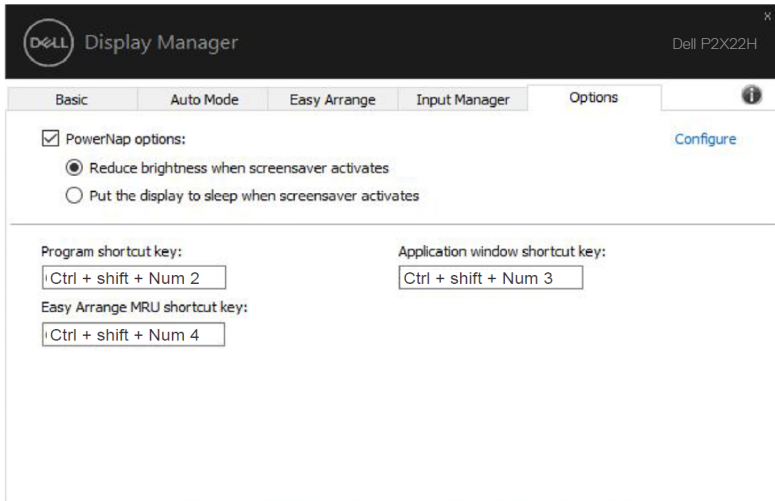 x
DELL Display Manager
Dell P2X22H
Basic Auto Mode Easy Arrange Input Manager Options i
PowerNap options: Configure
Reduce brightness when screensaver activates
Put the display to sleep when screensaver activates
Program shortcut key: Application window shortcut key:
Ctrl + shift + Num 2 Ctrl + shift + Num 3
Easy Arrange MRU shortcut key:
Ctrl + shift + Num 4